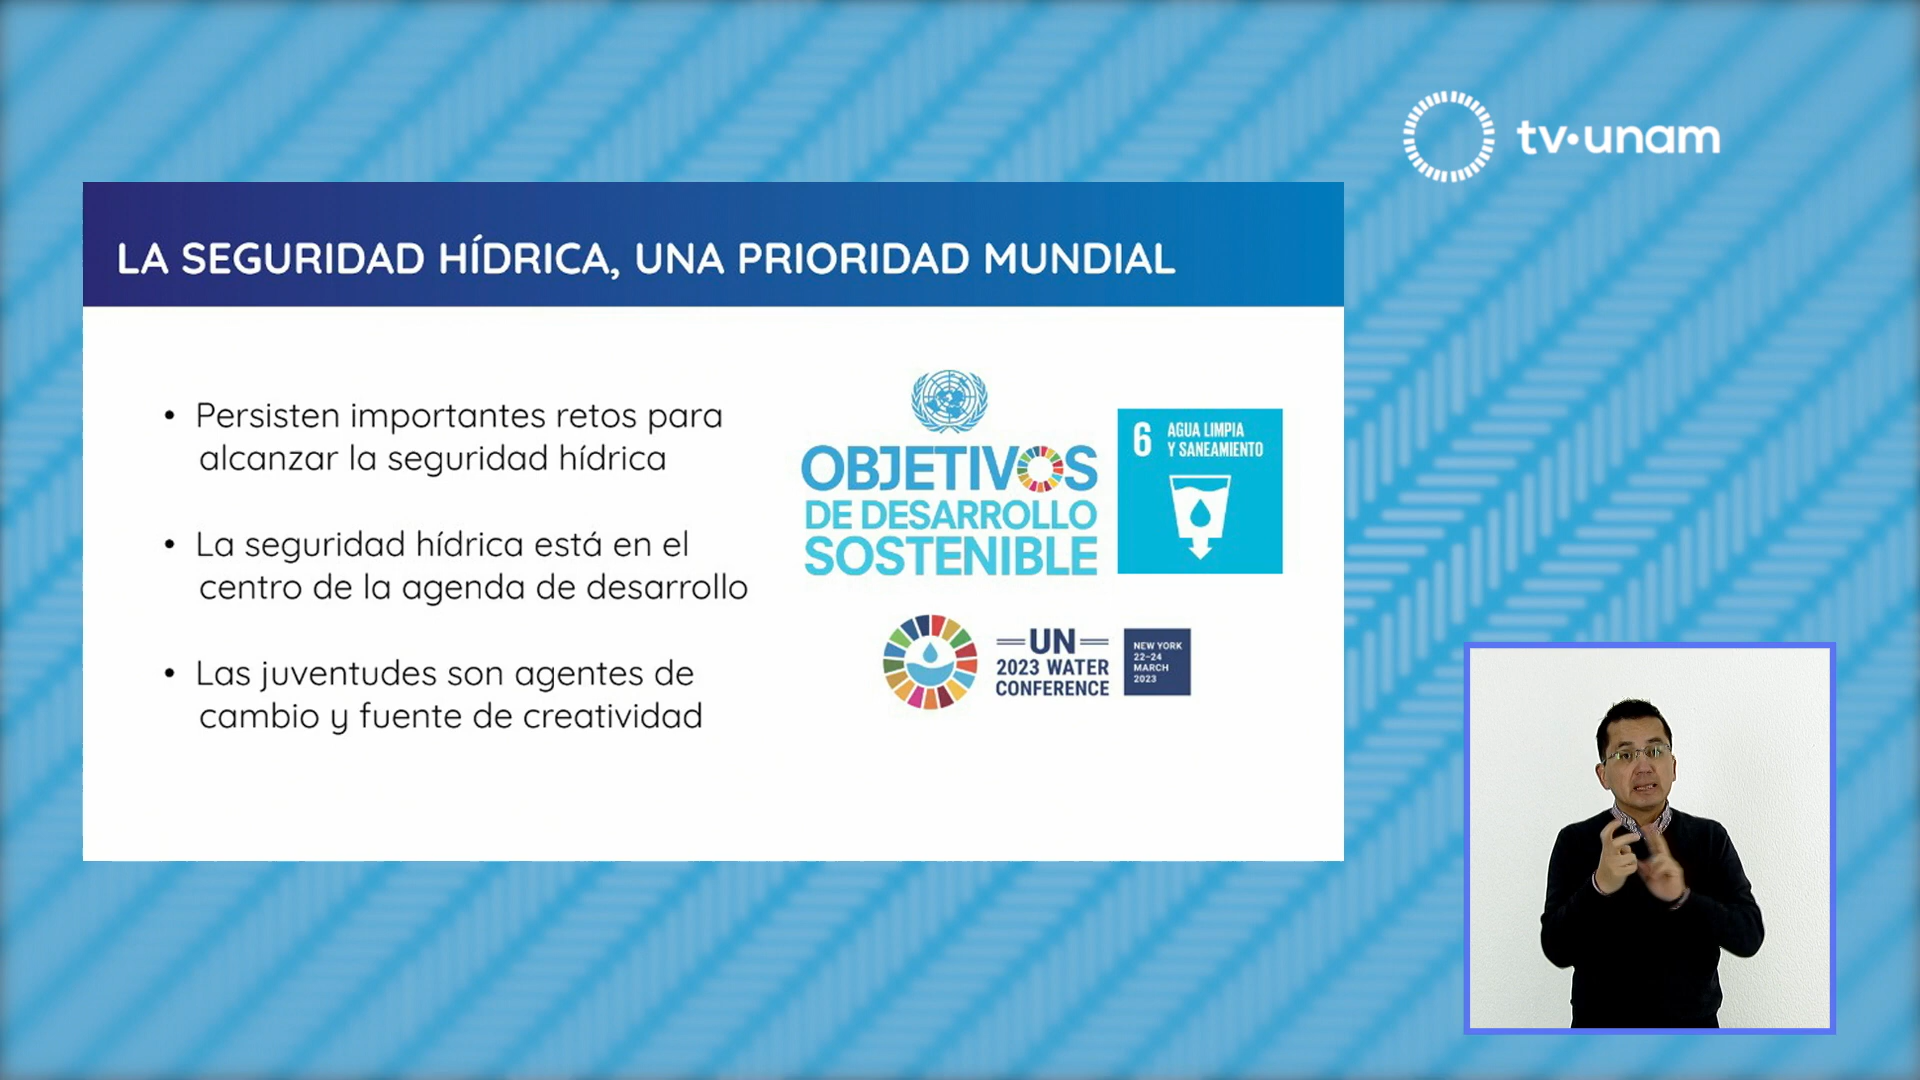 tv·unam
LA SEGURIDAD HÍDRICA, UNA PRIORIDAD MUNDIAL
• Persisten importantes retos para
alcanzar la seguridad hídrica
• La seguridad hídrica está en el
centro de la agenda de desarrollo
• Las juventudes son agentes de
cambio y fuente de creatividad
OBJETIVOS
DE DESARROLLO
SOSTENIBLE
6 AGUA LIMPIA
Y SANEAMIENTO
UN
2023 WATER
CONFERENCE
NEW YORK
22-24
MARCH
2023